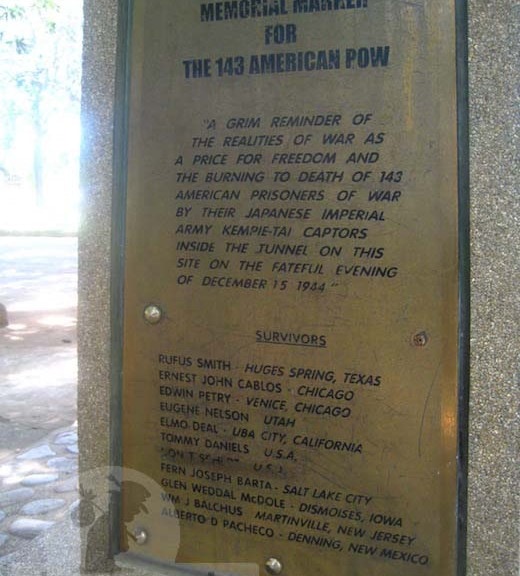 MEMORIAL MARKER
FOR
THE 143 AMERICAN POW
"A GRIM REMINDER OF
THE REALITIES OF WAR AS
A PRICE FOR FREEDOM AND
THE BURNING TO DEATH OF 143
AMERICAN PRISONERS OF WAR
BY THEIR JAPANESE IMPERIAL
ARMY KEMPIE-TAI CAPTORS
INSIDE THE TUNNEL ON THIS
SITE ON THE FATEFUL EVENING
OF DECEMBER 15 1944"
SURVIVORS
RUFUS SMITH - HUGES SPRING, TEXAS
ERNEST JOHN CABLOS - CHICAGO
EDWIN PETRY - VENICE, CHICAGO
EUGENE NELSON UTAH
ELMO DEAL - UBA CITY, CALIFORNIA
TOMMY DANIELS U.S.A.
FERN JOSEPH BARTA - SALT LAKE CITY
GLEN WEDDAL McDOLE - DISMOISES, IOWA
WM J BALCHUS MARTINVILLE, NEW JERSEY
ALBERTO D PACHECO - DENNING, NEW MEXICO